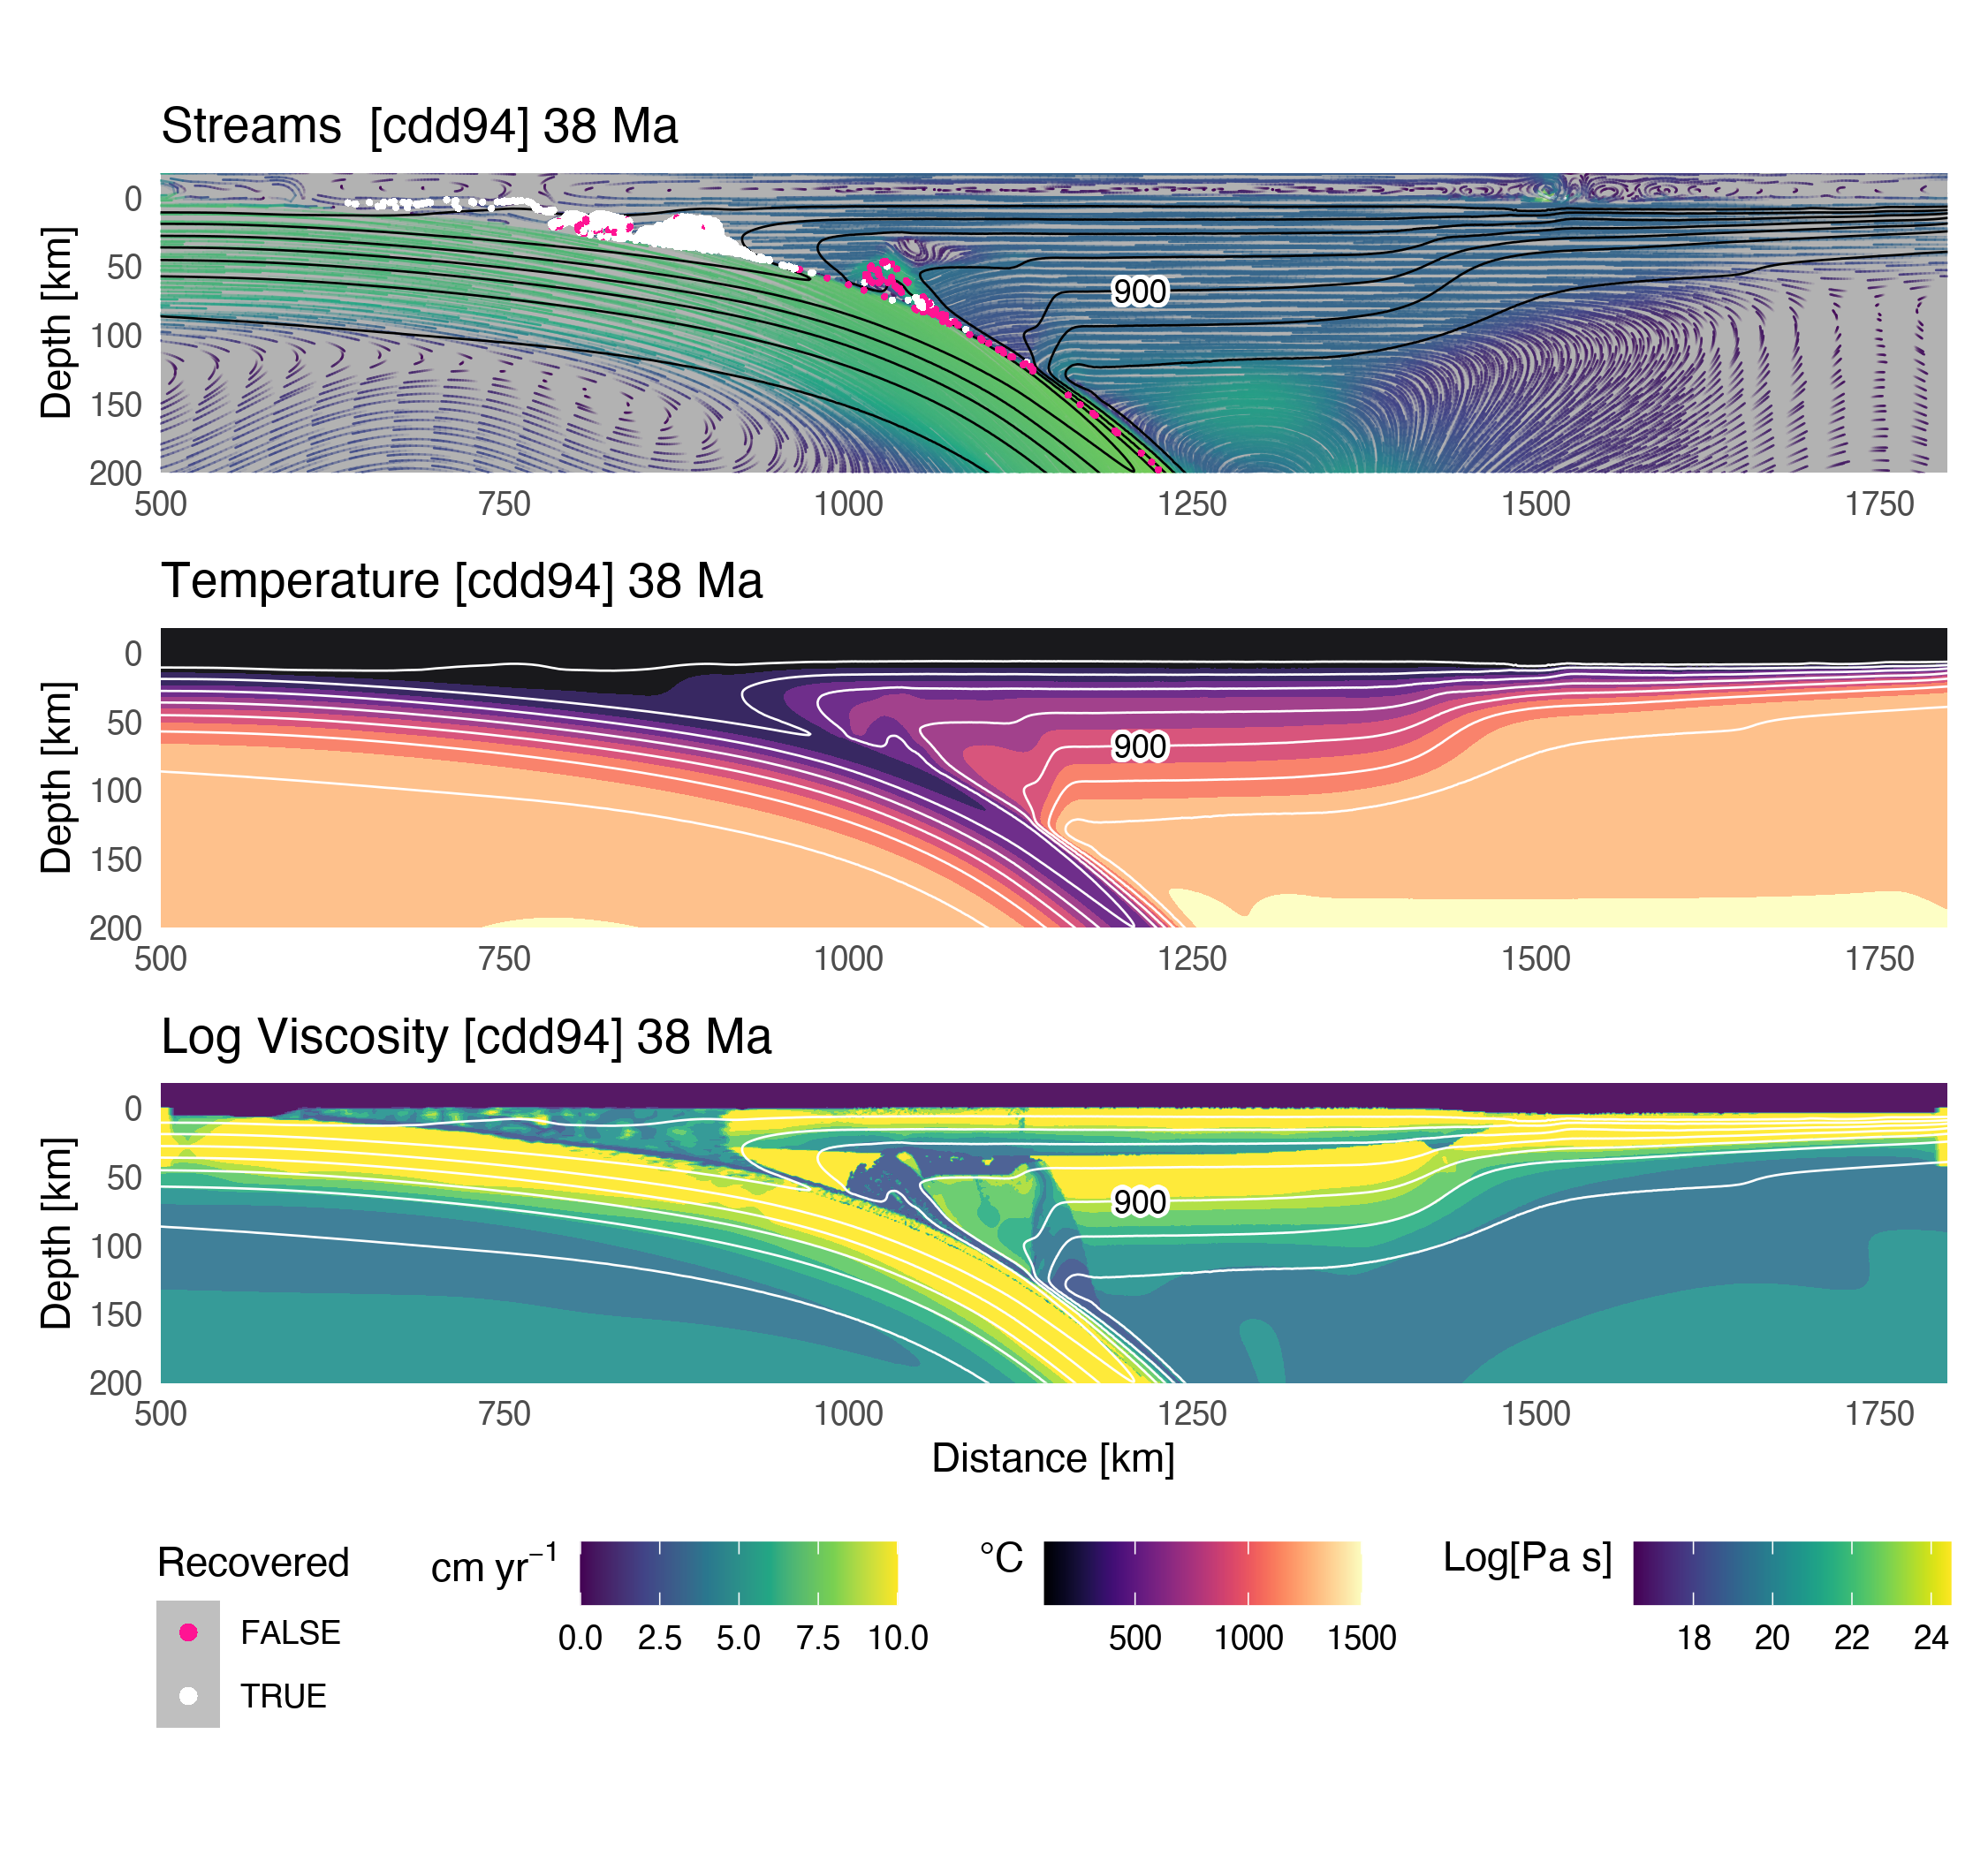 Streams  [cdd94] 38 Ma
Depth [km]
0
50
100
150
200
900
500 750 1000 1250 1500 1750
Temperature [cdd94] 38 Ma
Depth [km]
0
50
100
150
200
900
500 750 1000 1250 1500 1750
Log Viscosity [cdd94] 38 Ma
Depth [km]
0
50
100
150
200
900
500 750 1000 1250 1500 1750
Distance [km]
Recovered
FALSE
TRUE
cm yr⁻¹
0.0 2.5 5.0 7.5 10.0
°C
500 1000 1500
Log[Pa s]
18 20 22 24